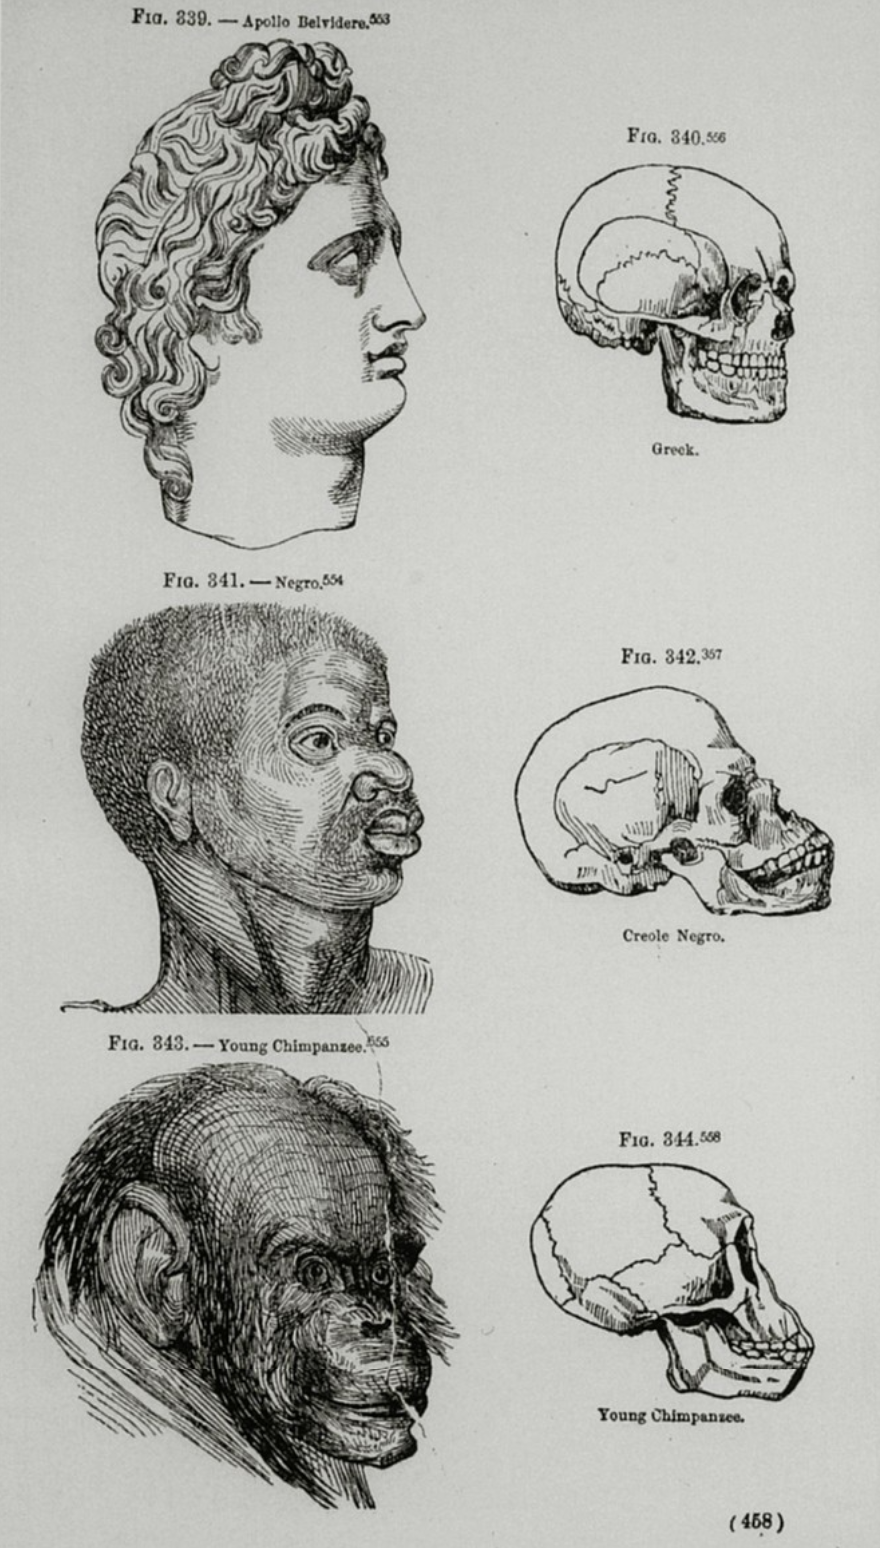 FIG. 339. — Apollo Belvidere.553
FIG. 340.556
Greek.
FIG. 341. — Negro.554
FIG. 342.357
Creole Negro.
FIG. 343. — Young Chimpanzee.555
FIG. 344.558
Young Chimpanzee.
(458)